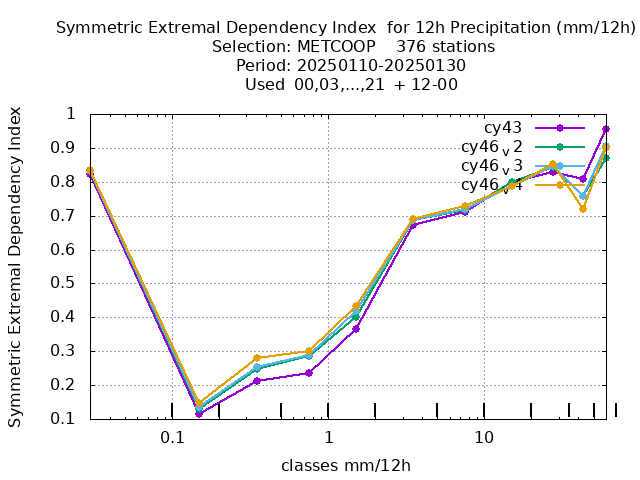 Symmetric Extremal Dependency Index  for 12h Precipitation (mm/12h)
Selection: METCOOP    376 stations
Period: 20250110-20250130
Used  00,03,...,21  + 12-00
Symmetric Extremal Dependency Index
1
0.9
0.8
0.7
0.6
0.5
0.4
0.3
0.2
0.1
cy43
cy46v2
cy46v3
cy46v4
0.1
1
10
classes mm/12h